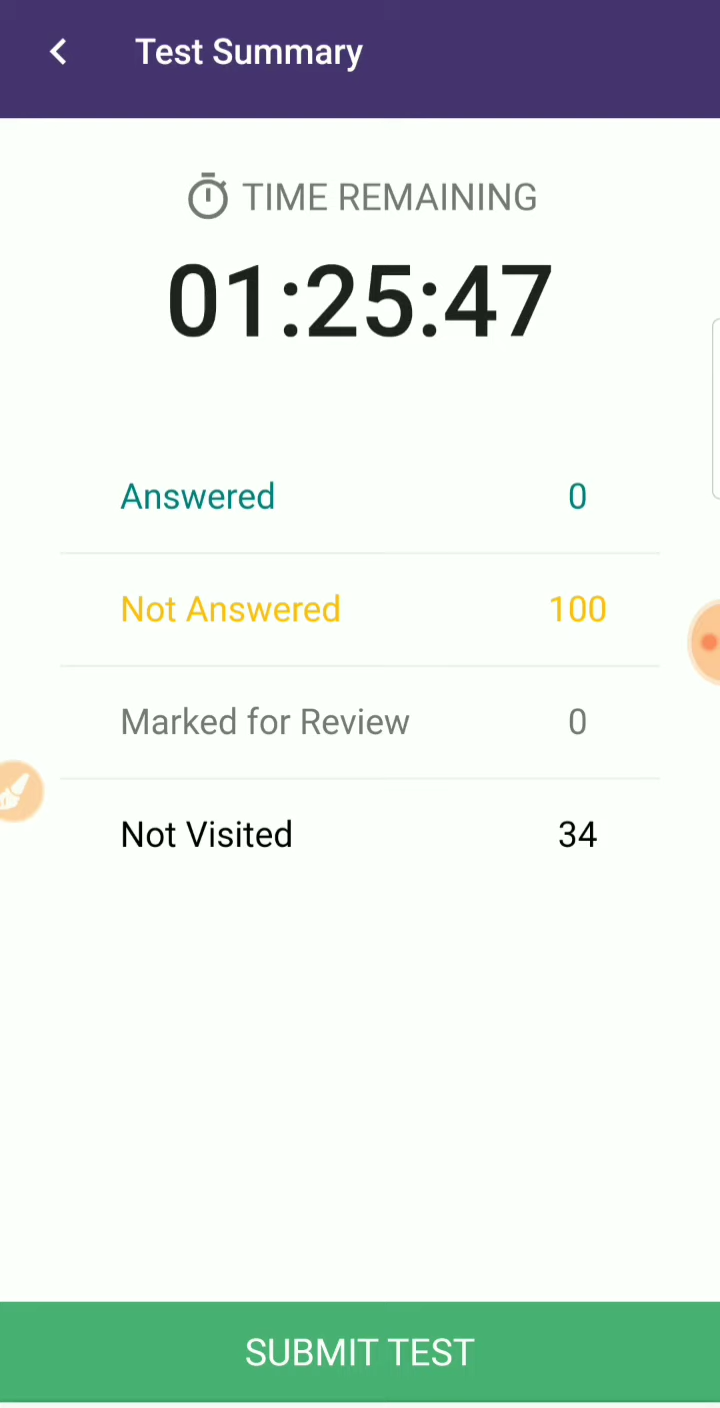 Test Summary
TIME REMAINING
01:25:47
Answered 0
Not Answered 100
Marked for Review 0
Not Visited 34
SUBMIT TEST